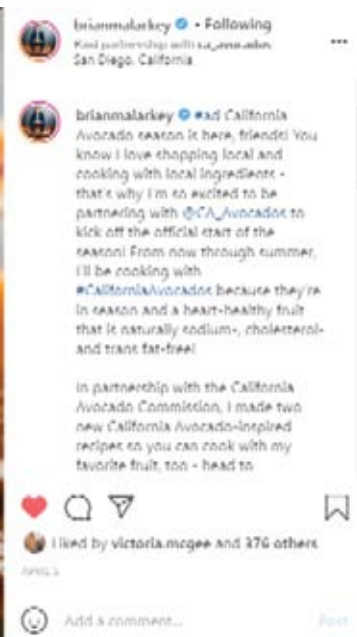 brianmalarkey • Following
Paid partnership with ca_avocados
San Diego, California
brianmalarkey #ad California
Avocado season is here, friends! You
know I love shopping local and
cooking with local ingredients -
that's why I'm so excited to be
partnering with @CA_Avocados to
kick off the official start of the
season! From now through summer,
I'll be cooking with
#CaliforniaAvocados because they're
in season and a heart-healthy fruit
that is naturally sodium-, cholesterol-
and trans fat-free!
In partnership with the California
Avocado Commission, I made two
new California Avocado-inspired
recipes so you can cook with my
favorite fruit, too - head to
Liked by victoria.mcgee and 376 others
APRIL
Add a comment...
Post